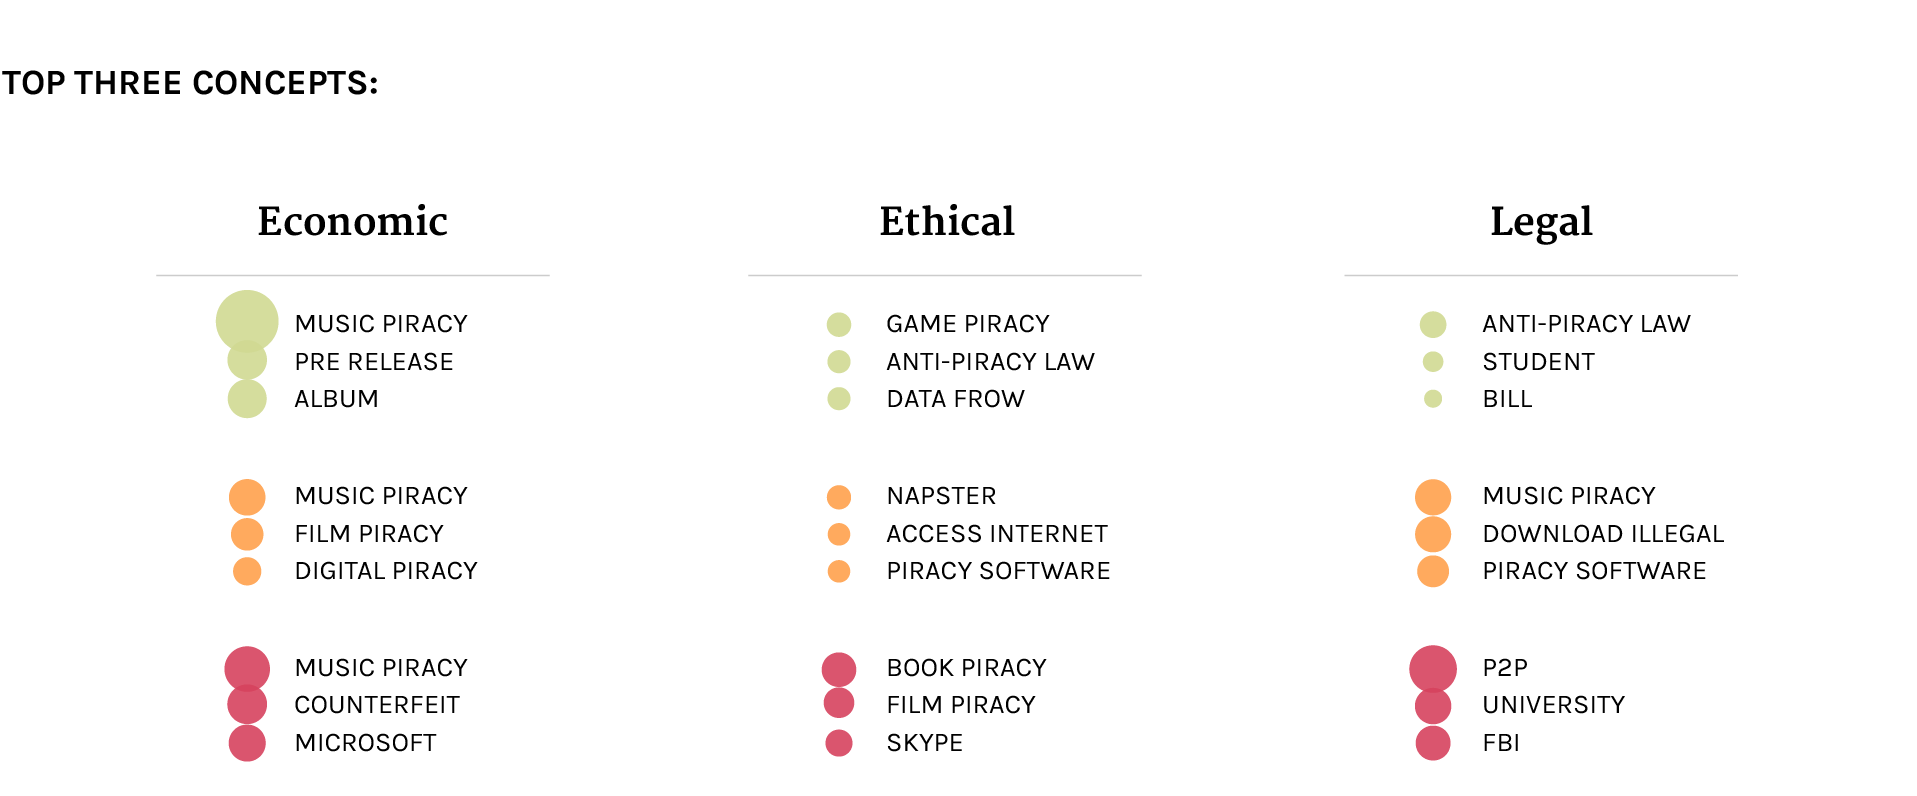 TOP THREE CONCEPTS:
Economic
MUSIC PIRACY
PRE RELEASE
ALBUM
MUSIC PIRACY
FILM PIRACY
DIGITAL PIRACY
MUSIC PIRACY
COUNTERFEIT
MICROSOFT
Ethical
GAME PIRACY
ANTI-PIRACY LAW
DATA FROW
NAPSTER
ACCESS INTERNET
PIRACY SOFTWARE
BOOK PIRACY
FILM PIRACY
SKYPE
Legal
ANTI-PIRACY LAW
STUDENT
BILL
MUSIC PIRACY
DOWNLOAD ILLEGAL
PIRACY SOFTWARE
P2P
UNIVERSITY
FBI